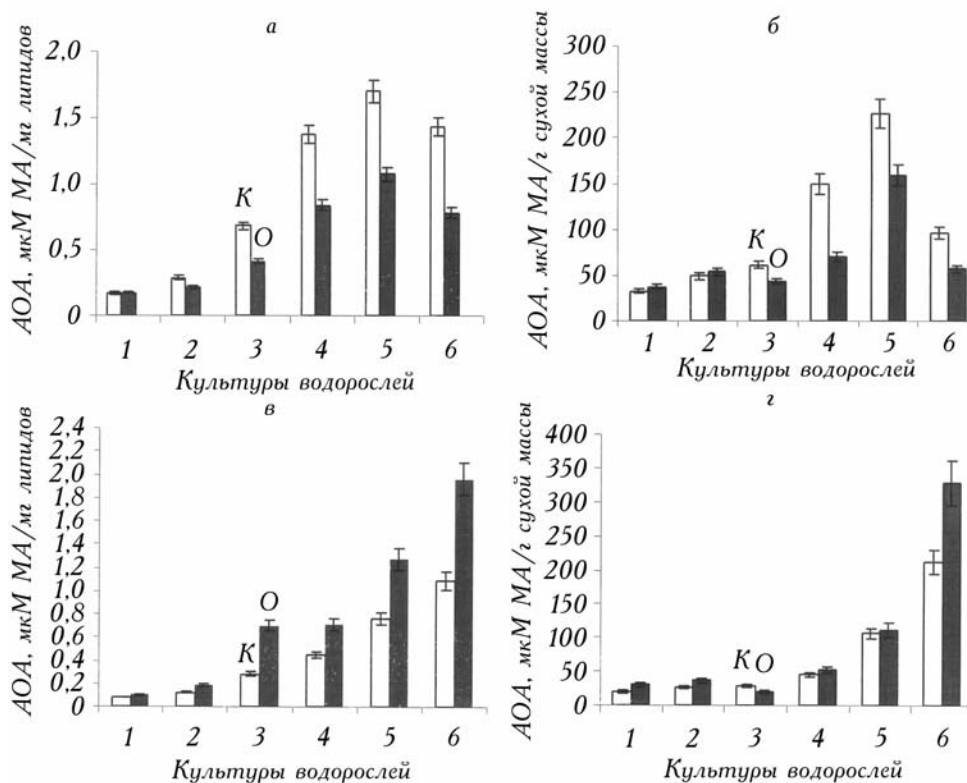 а
АОА, мкМ МА/мг липидов
2,0
1,5
1,0
0,5
0
К
О
1 2 3 4 5 6
Культуры водорослей
б
АОА, мкМ МА/г сухой массы
300
250
200
150
100
50
0
К О
1 2 3 4 5 6
Культуры водорослей
в
АОА, мкМ МА/мг липидов
2,4
2,2
2,0
1,8
1,6
1,4
1,2
1,0
0,8
0,6
0,4
0,2
0
К
О
1 2 3 4 5 6
Культуры водорослей
г
АОА, мкМ МА/г сухой массы
400
350
300
250
200
150
100
50
0
К О
1 2 3 4 5 6
Культуры водорослей